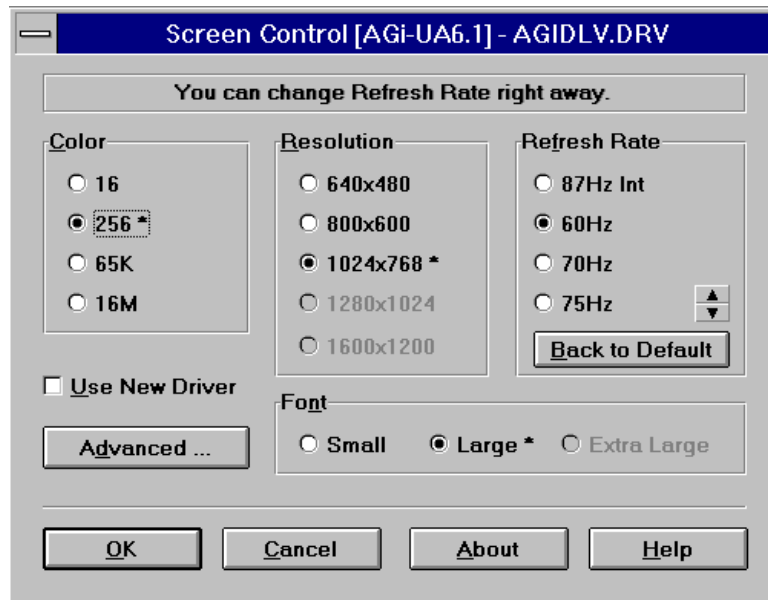 Screen Control [AGi-UA6.1] - AGIDLV.DRV
You can change Refresh Rate right away.
Color
16
256 *
65K
16M
Resolution
640x480
800x600
1024x768 *
1280x1024
1600x1200
Refresh Rate
87Hz Int
60Hz
70Hz
75Hz
Back to Default
Use New Driver
Advanced ...
Font
Small Large * Extra Large
OK Cancel About Help